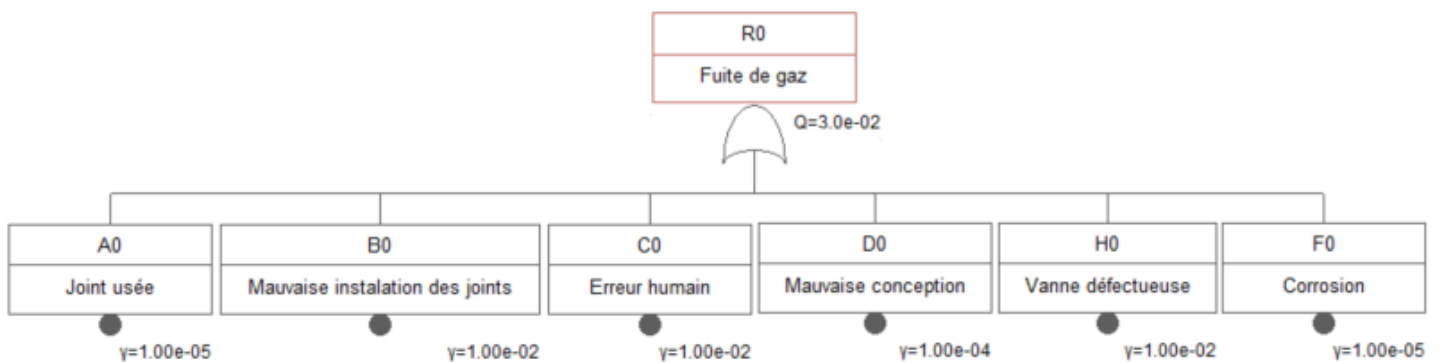 R0
Fuite de gaz
Q=3.0e-02
A0
B0
C0
D0
H0
F0
Joint usée
Mauvaise instalation des joints
Erreur humain
Mauvaise conception
Vanne défectueuse
Corrosion
γ=1.00e-05
γ=1.00e-02
γ=1.00e-02
γ=1.00e-04
γ=1.00e-02
γ=1.00e-05